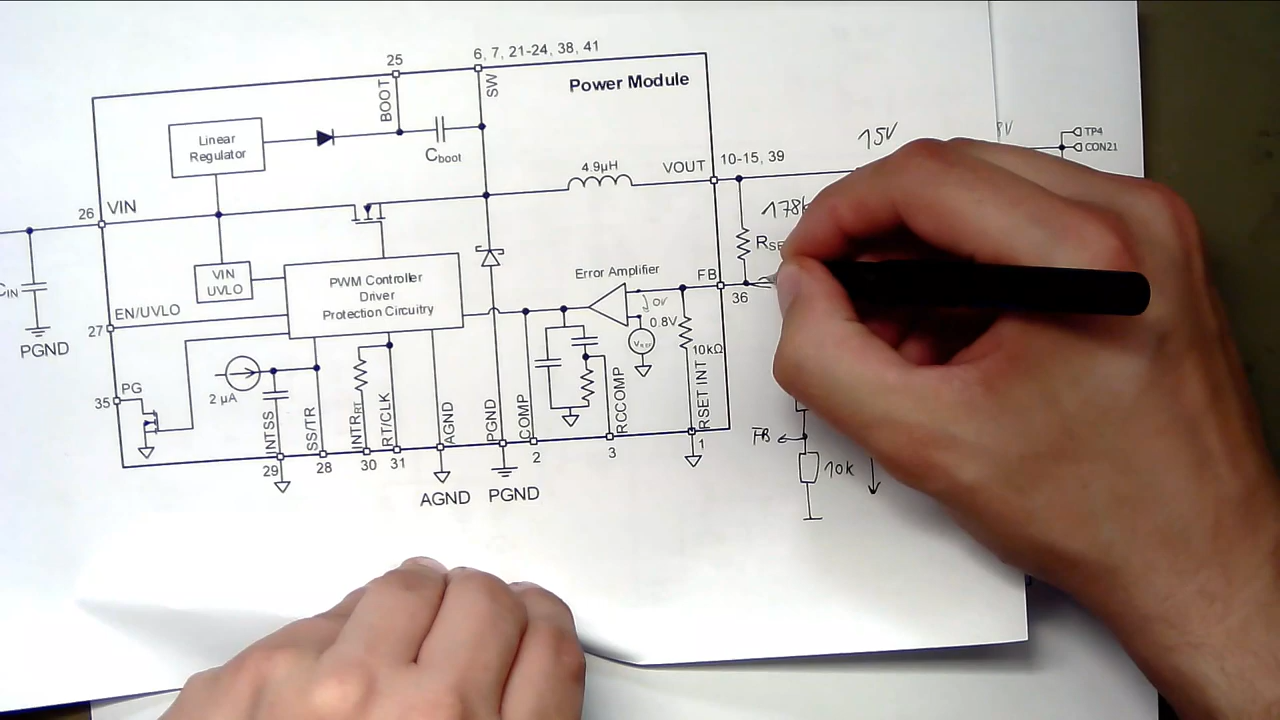 25
6, 7, 21-24, 38, 41
BOOT
SW
Power Module
Linear
Regulator
Cboot
4.9µH
VOUT
10-15, 39
15V
TP4
CON21
26
VIN
178k
CIN
PGND
VIN
UVLO
PWM Controller
Driver
Protection Circuitry
Error Amplifier
FB
36
0V
0.8V
10kΩ
EN/UVLO
27
35
PG
2 µA
INTSS
SS/TR
RT/CLK
AGND
PGND
COMP
RCCOMP
RSET INT
29
28
30
31
2
3
1
AGND
PGND
FB
10k